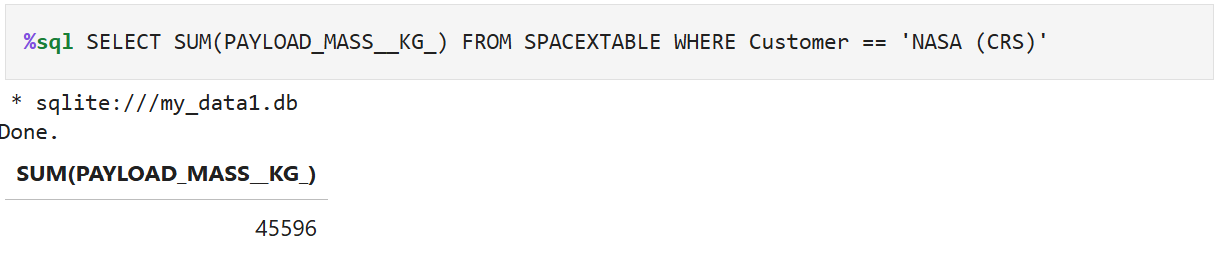 %sql SELECT SUM(PAYLOAD_MASS__KG_) FROM SPACEXTABLE WHERE Customer == 'NASA (CRS)'
* sqlite:///my_data1.db
Done.
SUM(PAYLOAD_MASS__KG_)
45596